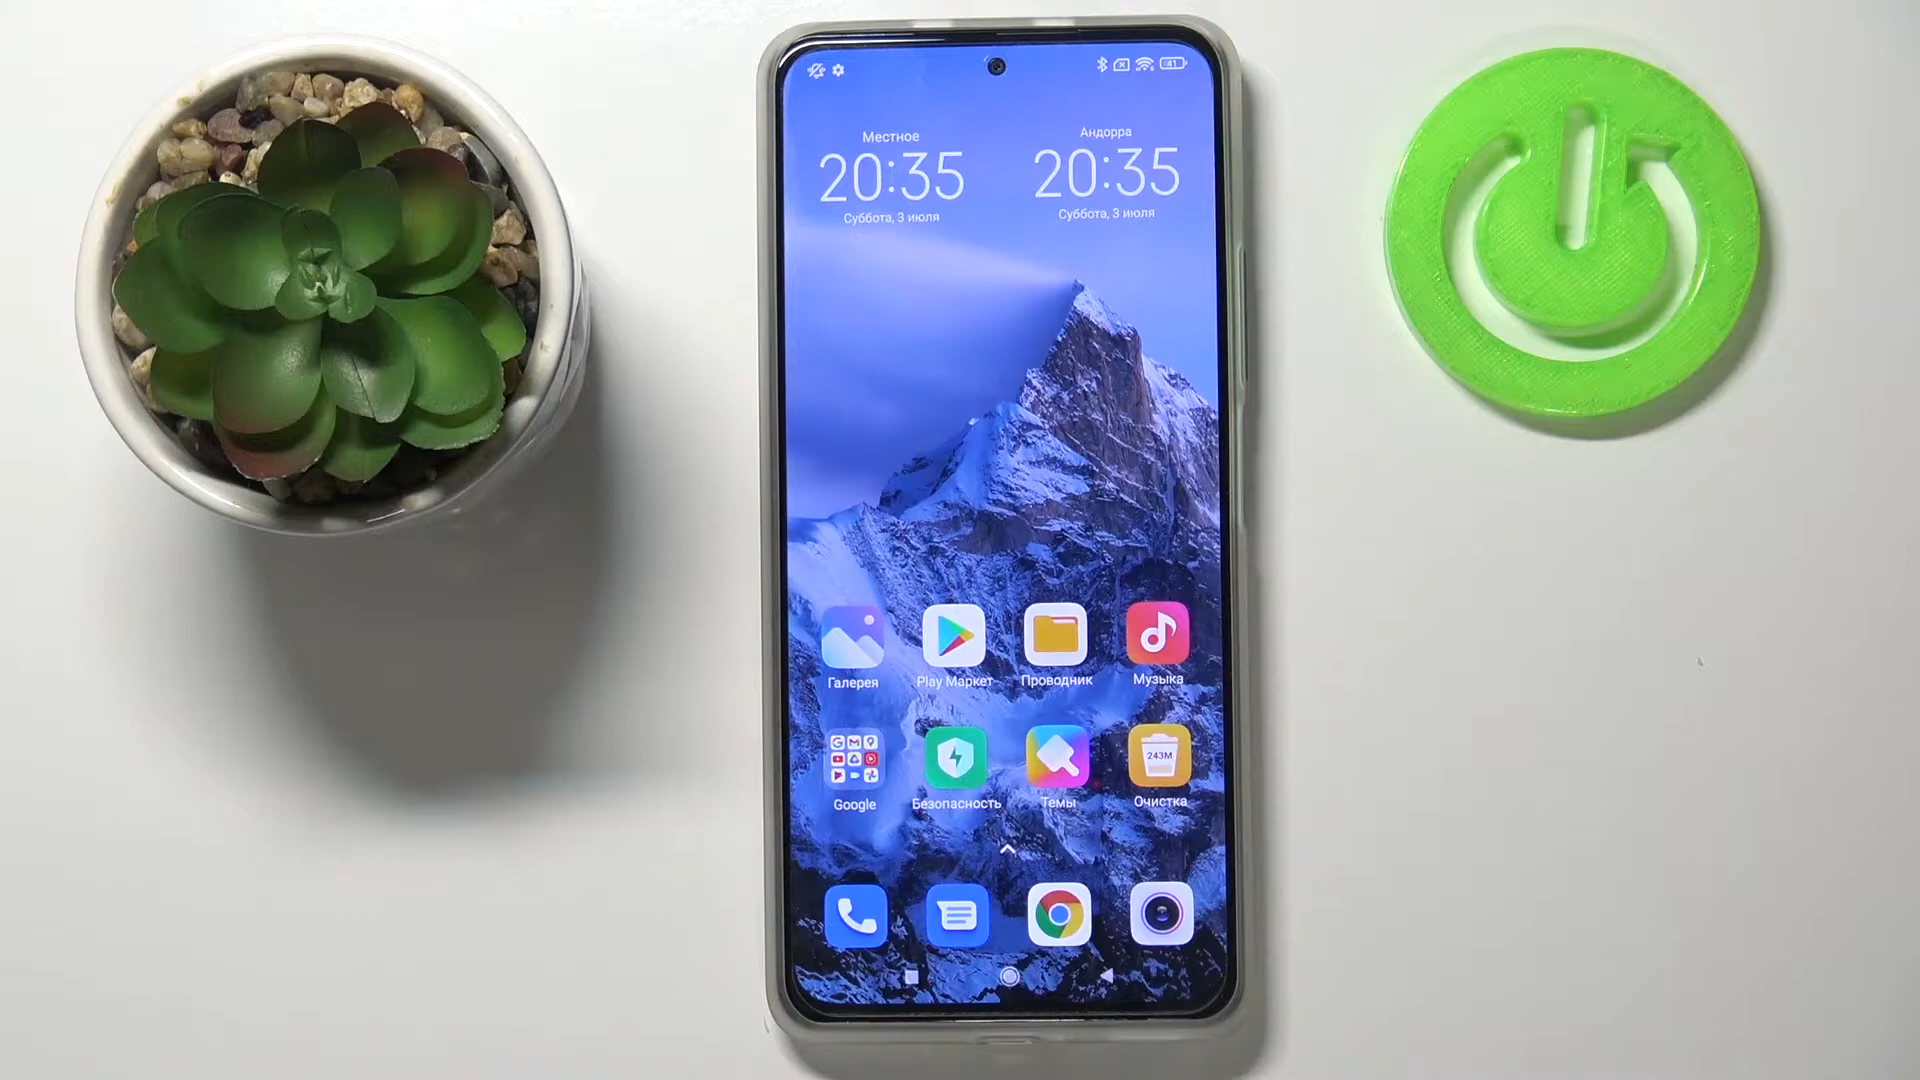 41
Местное
Андорра
20:35
20:35
Суббота, 3 июля
Суббота, 3 июля
Галерея
Play Маркет
Проводник
Музыка
243M
Google
Безопасность
Темы
Очистка